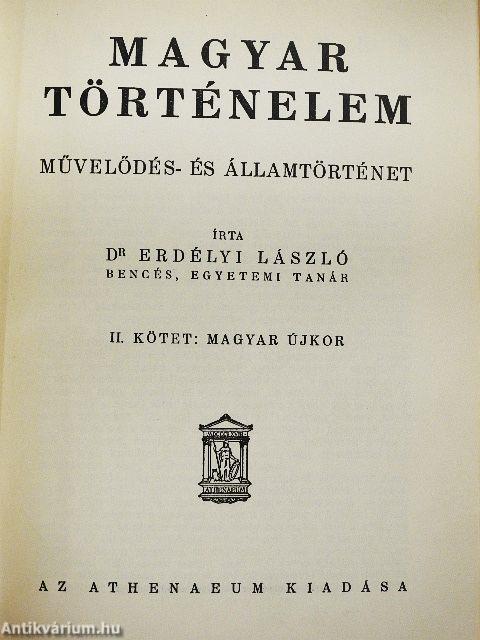 MAGYAR
TÖRTÉNELEM
MŰVELŐDÉS- ÉS ÁLLAMTÖRTÉNET
ÍRTA
DR ERDÉLYI LÁSZLÓ
BENCÉS, EGYETEMI TANÁR
II. KÖTET: MAGYAR ÚJKOR
AZ ATHENAEUM KIADÁSA
Antikvárium.hu